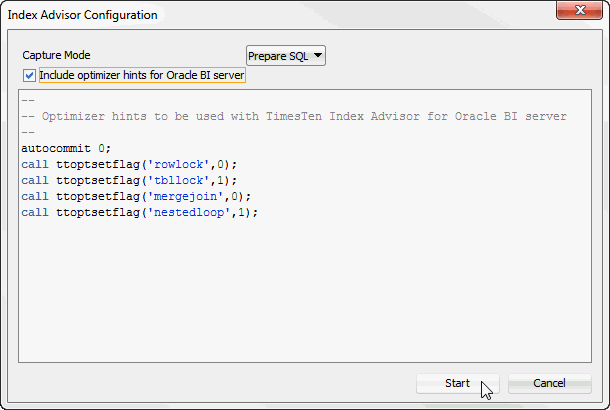 Index Advisor Configuration
Capture Mode
Prepare SQL
Include optimizer hints for Oracle BI server
--
-- Optimizer hints to be used with TimesTen Index Advisor for Oracle BI server
--
autocommit 0;
call ttoptsetflag('rowlock',0);
call ttoptsetflag('tbllock',1);
call ttoptsetflag('mergejoin',0);
call ttoptsetflag('nestedloop',1);
Start
Cancel